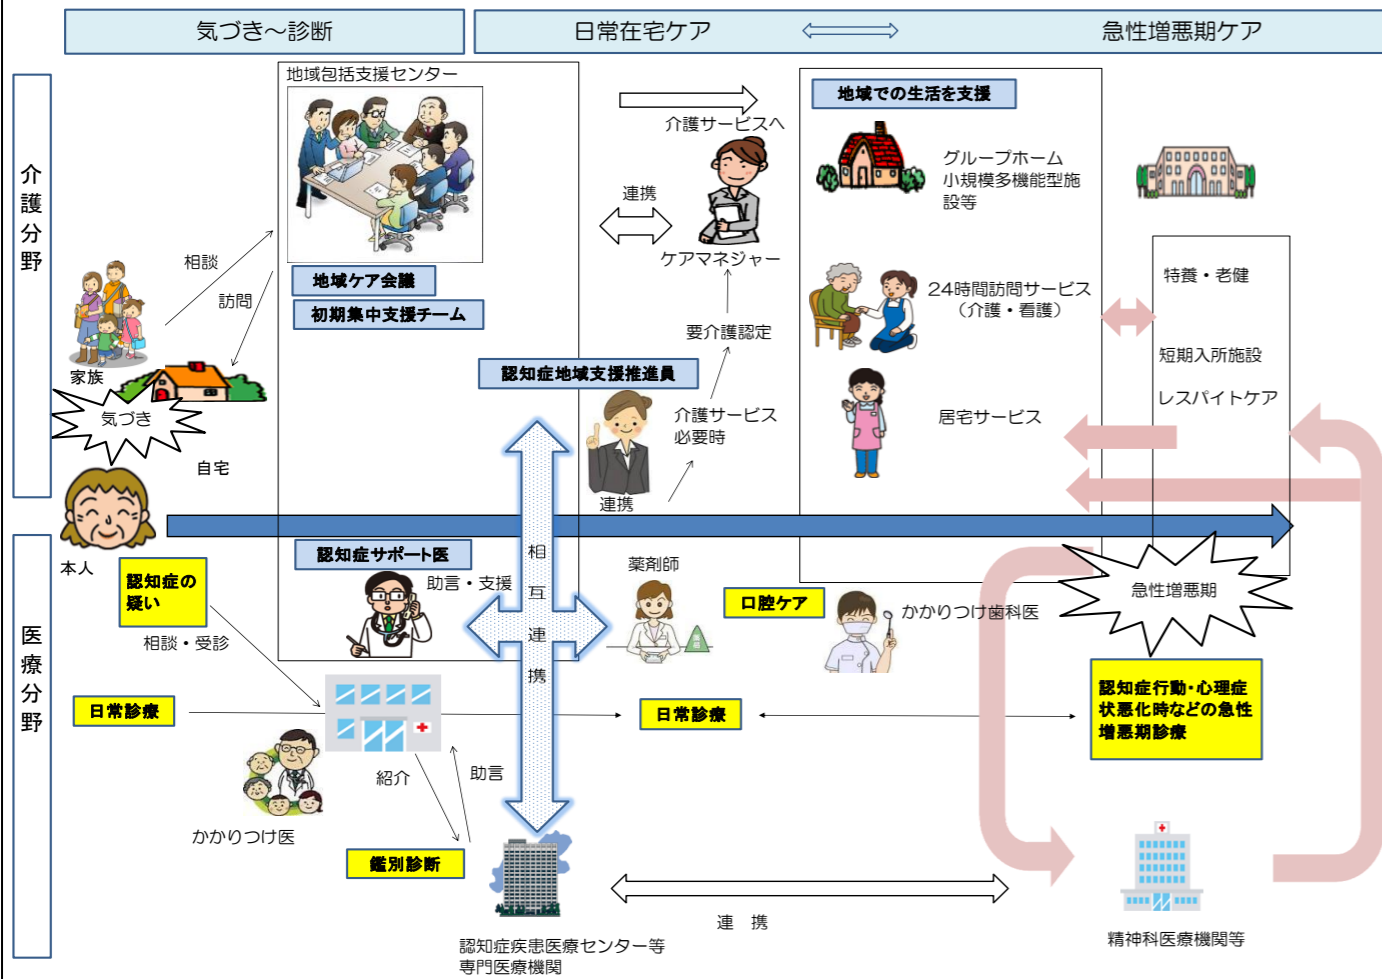 気づき～診断
日常在宅ケア
急性増悪期ケア
介護分野
地域包括支援センター
地域ケア会議
初期集中支援チーム
相談
訪問
家族
気づき
自宅
本人
介護サービスへ
連携
ケアマネジャー
要介護認定
認知症地域支援推進員
介護サービス
必要時
連携
地域での生活を支援
グループホーム
小規模多機能型施
設等
24時間訪問サービス
（介護・看護）
居宅サービス
特養・老健
短期入所施設
レスパイトケア
医療分野
認知症の
疑い
相談・受診
日常診療
かかりつけ医
認知症サポート医
助言・支援
相互連携
紹介
助言
鑑別診断
認知症疾患医療センター等
専門医療機関
薬剤師
口腔ケア
かかりつけ歯科医
日常診療
急性増悪期
認知症行動・心理症
状悪化時などの急性
増悪期診療
連　携
精神科医療機関等